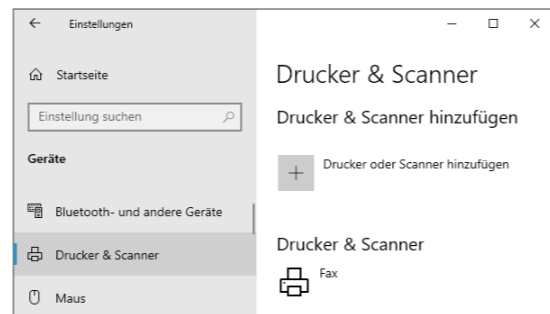 Einstellungen
Startseite
Einstellung suchen
Geräte
Bluetooth- und andere Geräte
Drucker & Scanner
Maus
Drucker & Scanner
Drucker & Scanner hinzufügen
Drucker oder Scanner hinzufügen
Drucker & Scanner
Fax